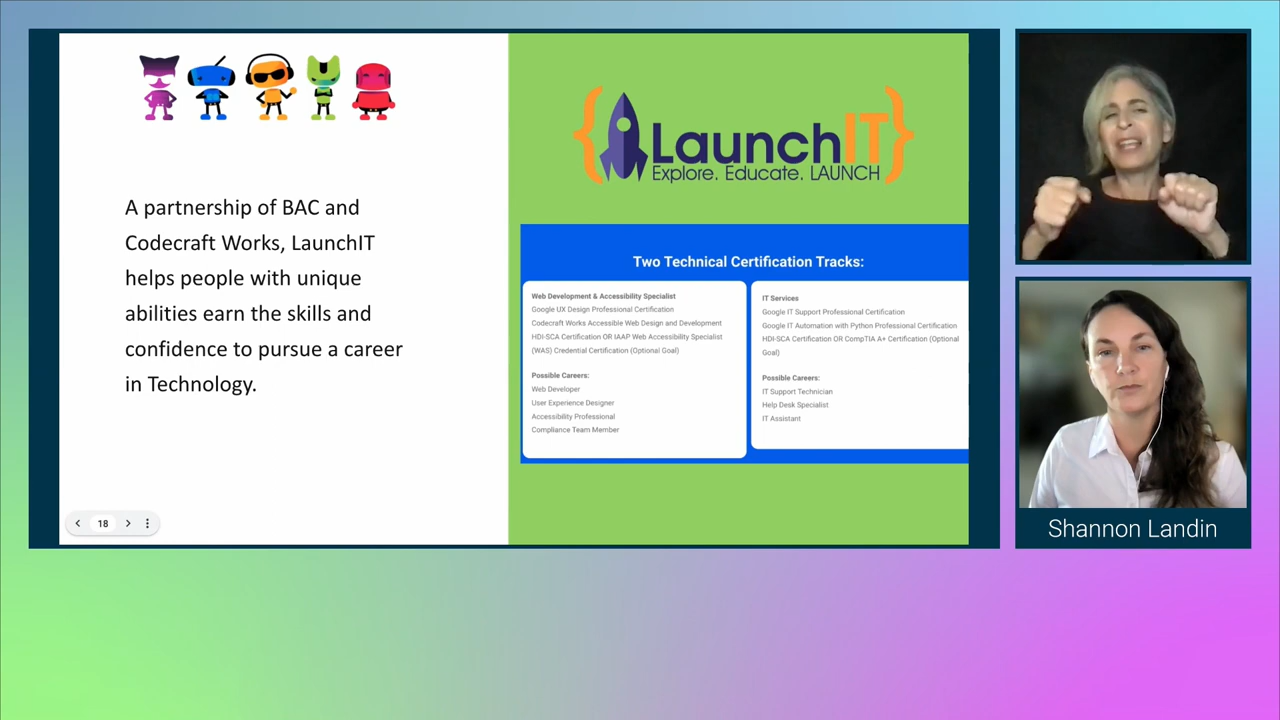 A partnership of BAC and
Codecraft Works, LaunchIT
helps people with unique
abilities earn the skills and
confidence to pursue a career
in Technology.
18
{LaunchIT}
Explore. Educate. LAUNCH
Two Technical Certification Tracks:
Web Development & Accessibility Specialist
Google UX Design Professional Certification
Codecraft Works Accessible Web Design and Development
HDI-SCA Certification OR IAAP Web Accessibility Specialist
(WAS) Credential Certification (Optional Goal)
Possible Careers:
Web Developer
User Experience Designer
Accessibility Professional
Compliance Team Member
IT Services
Google IT Support Professional Certification
Google IT Automation with Python Professional Certification
HDI-SCA Certification OR CompTIA A+ Certification (Optional
Goal)
Possible Careers:
IT Support Technician
Help Desk Specialist
IT Assistant
Shannon Landin